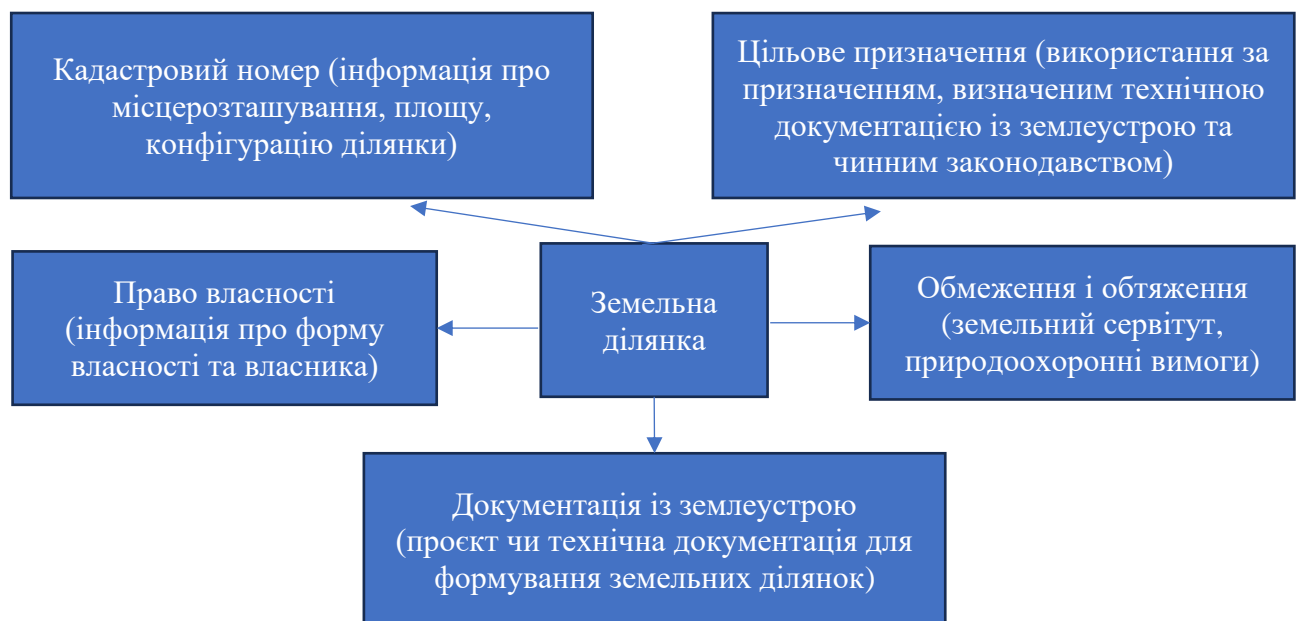 Кадастровий номер (інформація про
місцерозташування, площу,
конфігурацію ділянки)
Цільове призначення (використання за
призначенням, визначеним технічною
документацією із землеустрою та
чинним законодавством)
Право власності
(інформація про форму
власності та власника)
Земельна
ділянка
Обмеження і обтяження
(земельний сервітут,
природоохоронні вимоги)
Документація із землеустрою
(проєкт чи технічна документація для
формування земельних ділянок)